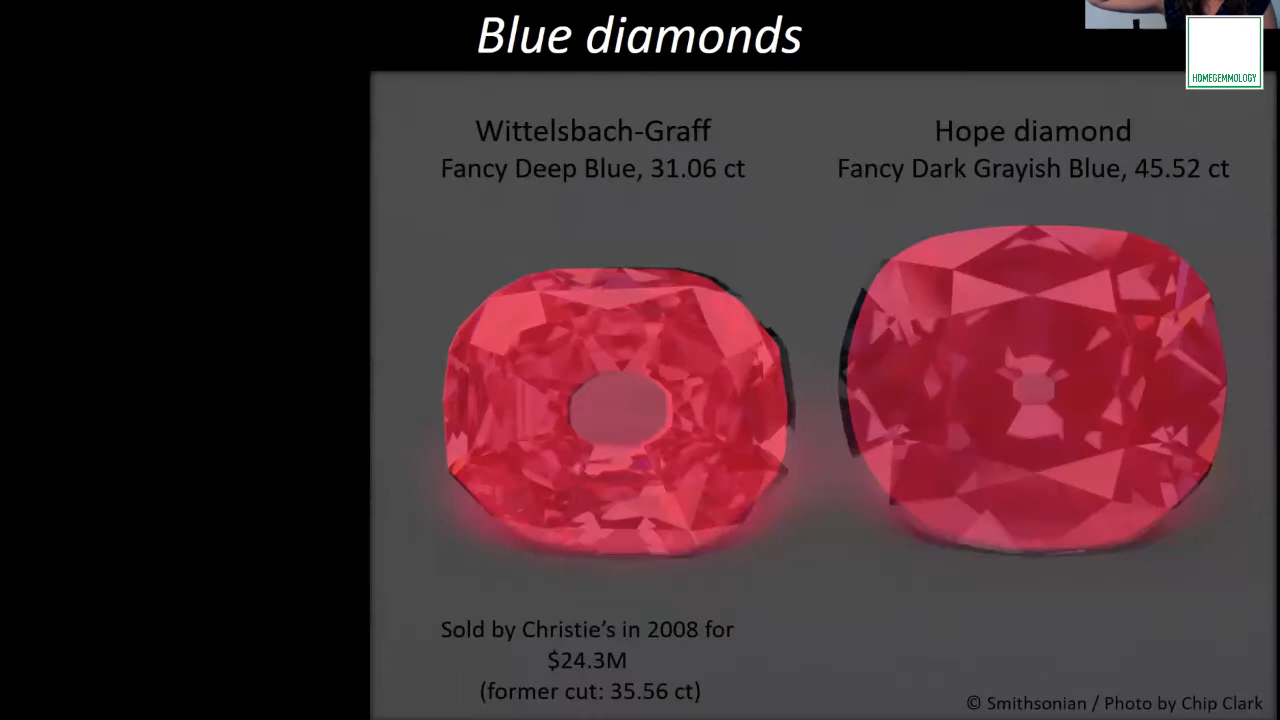 Blue diamonds
HOMEGEMMOLOGY
Wittelsbach-Graff
Fancy Deep Blue, 31.06 ct
Hope diamond
Fancy Dark Grayish Blue, 45.52 ct
Sold by Christie’s in 2008 for
$24.3M
(former cut: 35.56 ct)
© Smithsonian / Photo by Chip Clark